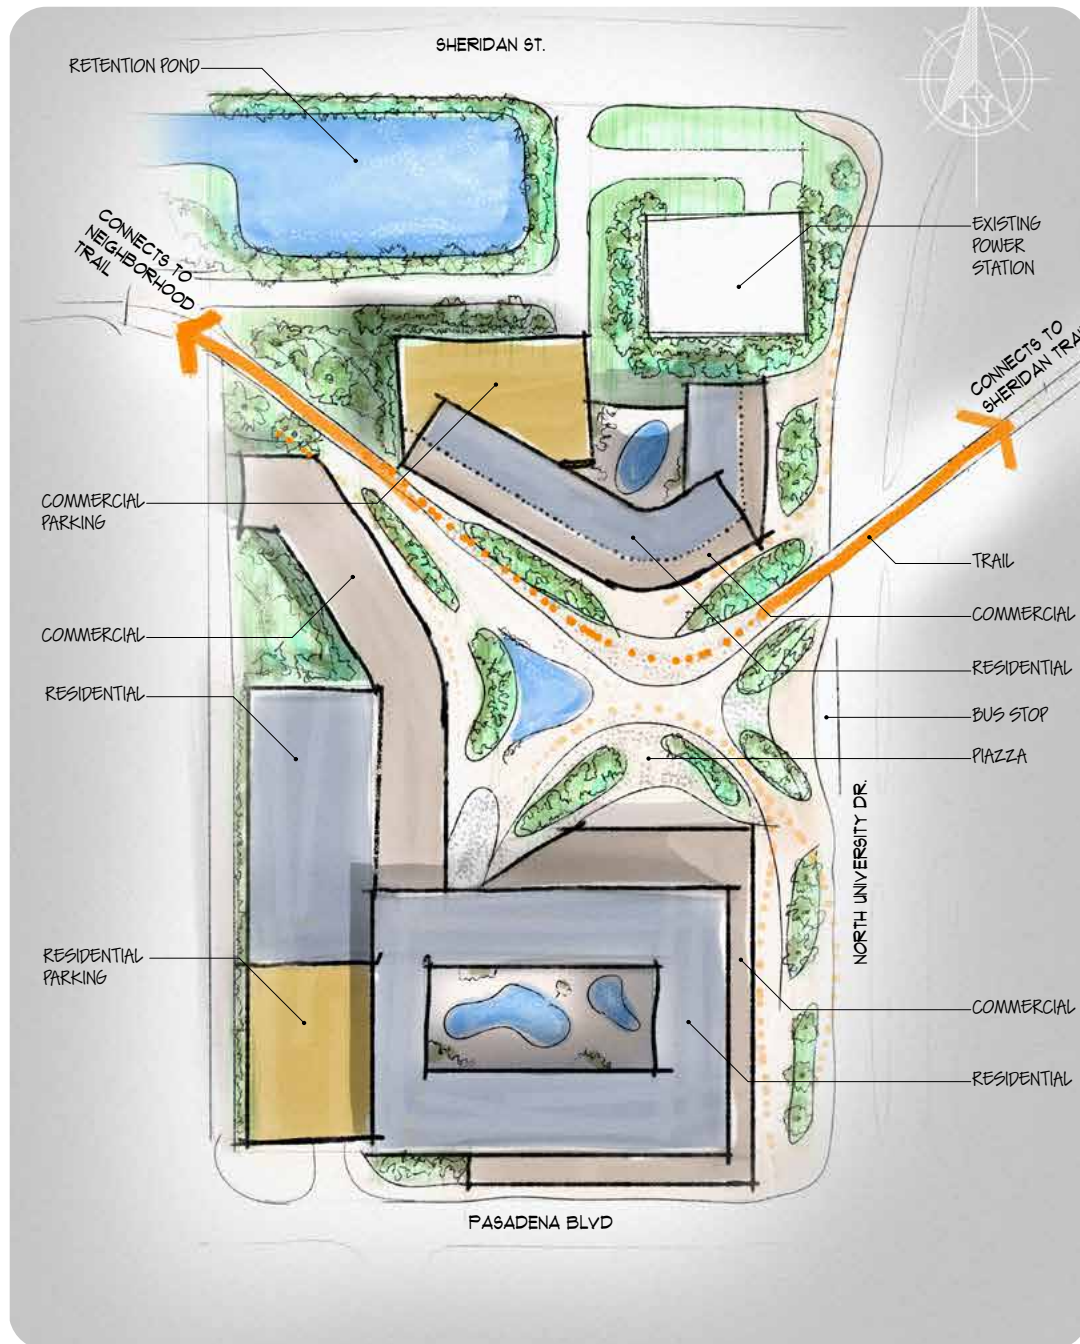 SHERIDAN ST.
RETENTION POND
N
CONNECTS TO
NEIGHBORHOOD
TRAIL
EXISTING
POWER
STATION
CONNECTS TO
SHERIDAN TRAI
COMMERCIAL
PARKING
TRAIL
COMMERCIAL
COMMERCIAL
RESIDENTIAL
RESIDENTIAL
BUS STOP
PIAZZA
NORTH UNIVERSITY DR.
RESIDENTIAL
PARKING
COMMERCIAL
RESIDENTIAL
PASADENA BLVD